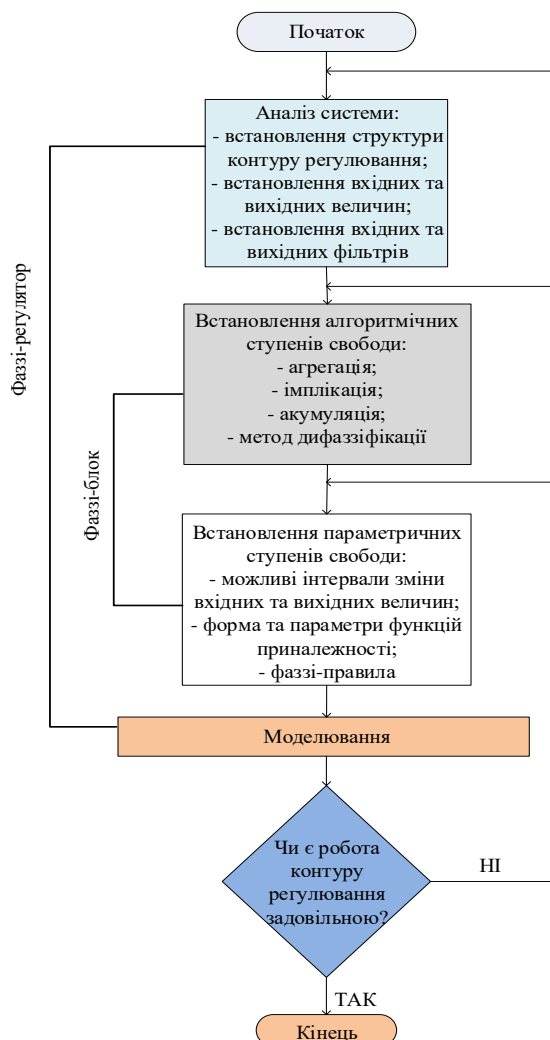 Початок
Аналіз системи:
- встановлення структури
контуру регулювання;
- встановлення вхідних та
вихідних величин;
- встановлення вхідних та
вихідних фільтрів
Фаззі-регулятор
Встановлення алгоритмічних
ступенів свободи:
- агрегація;
- імплікація;
- акумуляція;
- метод дифаззіфікації
Фаззі-блок
Встановлення параметричних
ступенів свободи:
- можливі інтервали зміни
вхідних та вихідних величин;
- форма та параметри функцій
приналежності;
- фаззі-правила
Моделювання
Чи є робота
контуру
регулювання
задовільною?
НІ
ТАК
Кінець